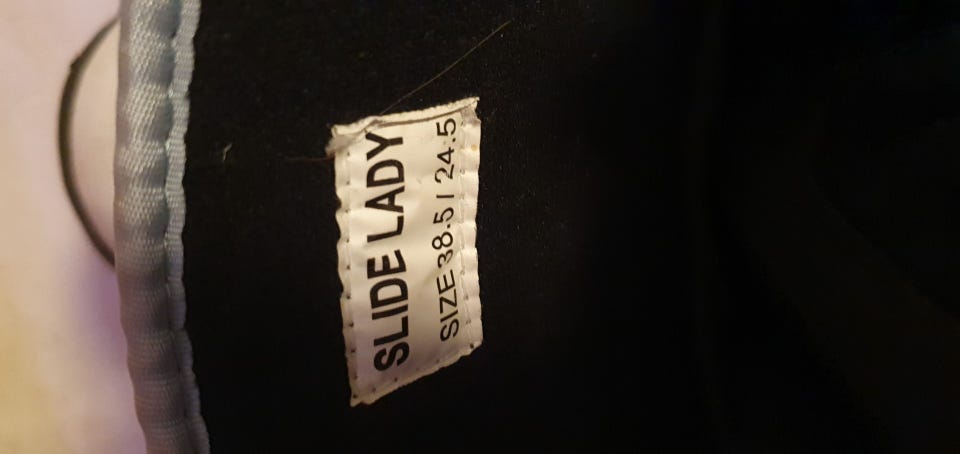 SLIDE LADY
SIZE 38.5 / 24.5